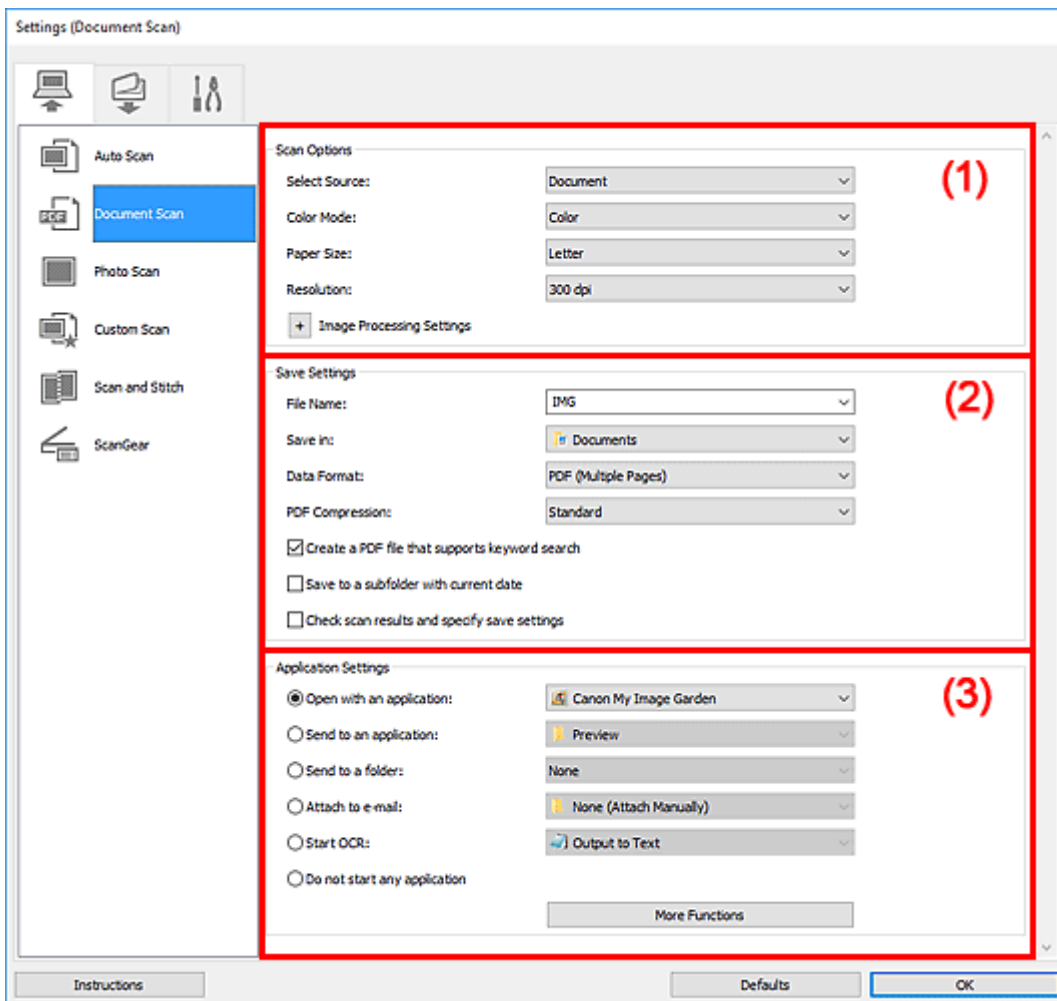 Settings (Document Scan)
Auto Scan
PDF
Document Scan
Photo Scan
Custom Scan
Scan and Stitch
ScanGear
Scan Options
(1)
Select Source: Document
Color Mode: Color
Paper Size: Letter
Resolution: 300 dpi
+ Image Processing Settings
Save Settings
(2)
File Name: IMG
Save in: Documents
Data Format: PDF (Multiple Pages)
PDF Compression: Standard
Create a PDF file that supports keyword search
Save to a subfolder with current date
Check scan results and specify save settings
Application Settings
(3)
Open with an application: Canon My Image Garden
Send to an application: Preview
Send to a folder: None
Attach to e-mail: None (Attach Manually)
Start OCR: Output to Text
Do not start any application
More Functions
Instructions Defaults OK